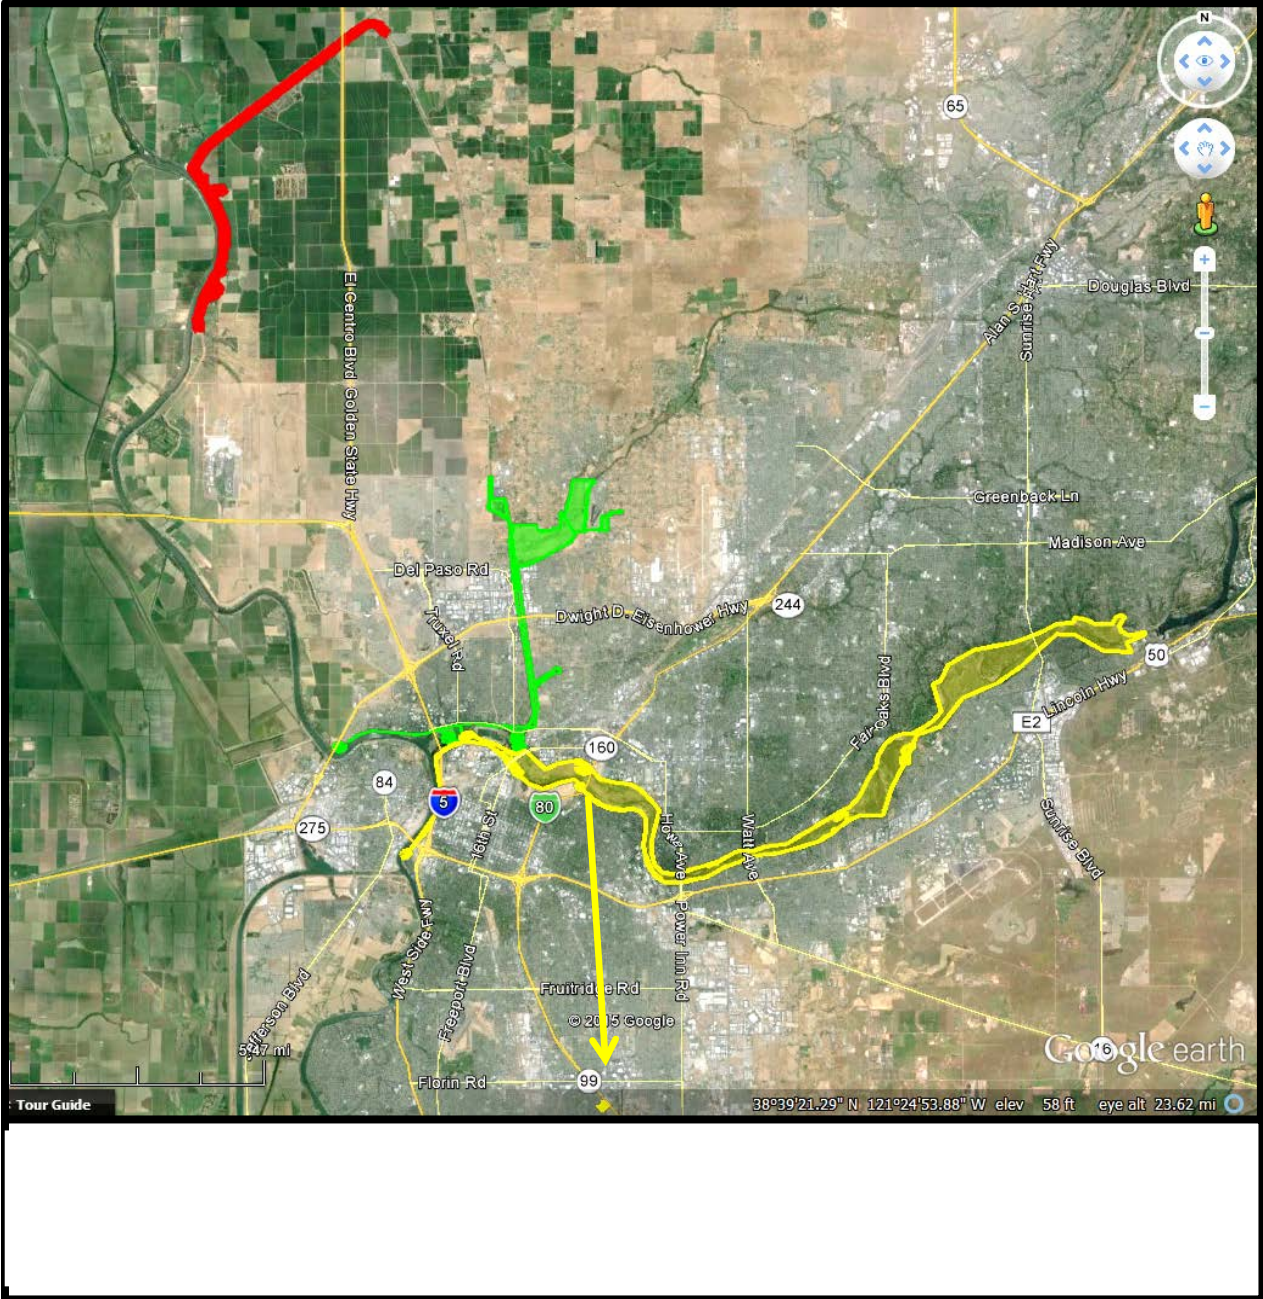 N
65
Alan S. Hart Fwy
Sunrise A
Douglas Blvd
El Centro Blvd
Golden State Hwy
Greenback Ln
Madison Ave
Del Paso Rd
Truxel Rd
Dwight D. Eisenhower Hwy
244
50
Lincoln Hwy
E2
Fair Oaks Blvd
160
84
5
80
275
16th St
Howe Ave
Watt Ave
Sunrise Blvd
West Side Fwy
Freeport Blvd
Power Inn Rd
Fruitridge Rd
© 2015 Google
Jefferson Blvd
5.47 mi
16
Google earth
Florin Rd
99
Tour Guide
38°39'21.29" N 121°24'53.88" W elev 58 ft eye alt 23.62 mi